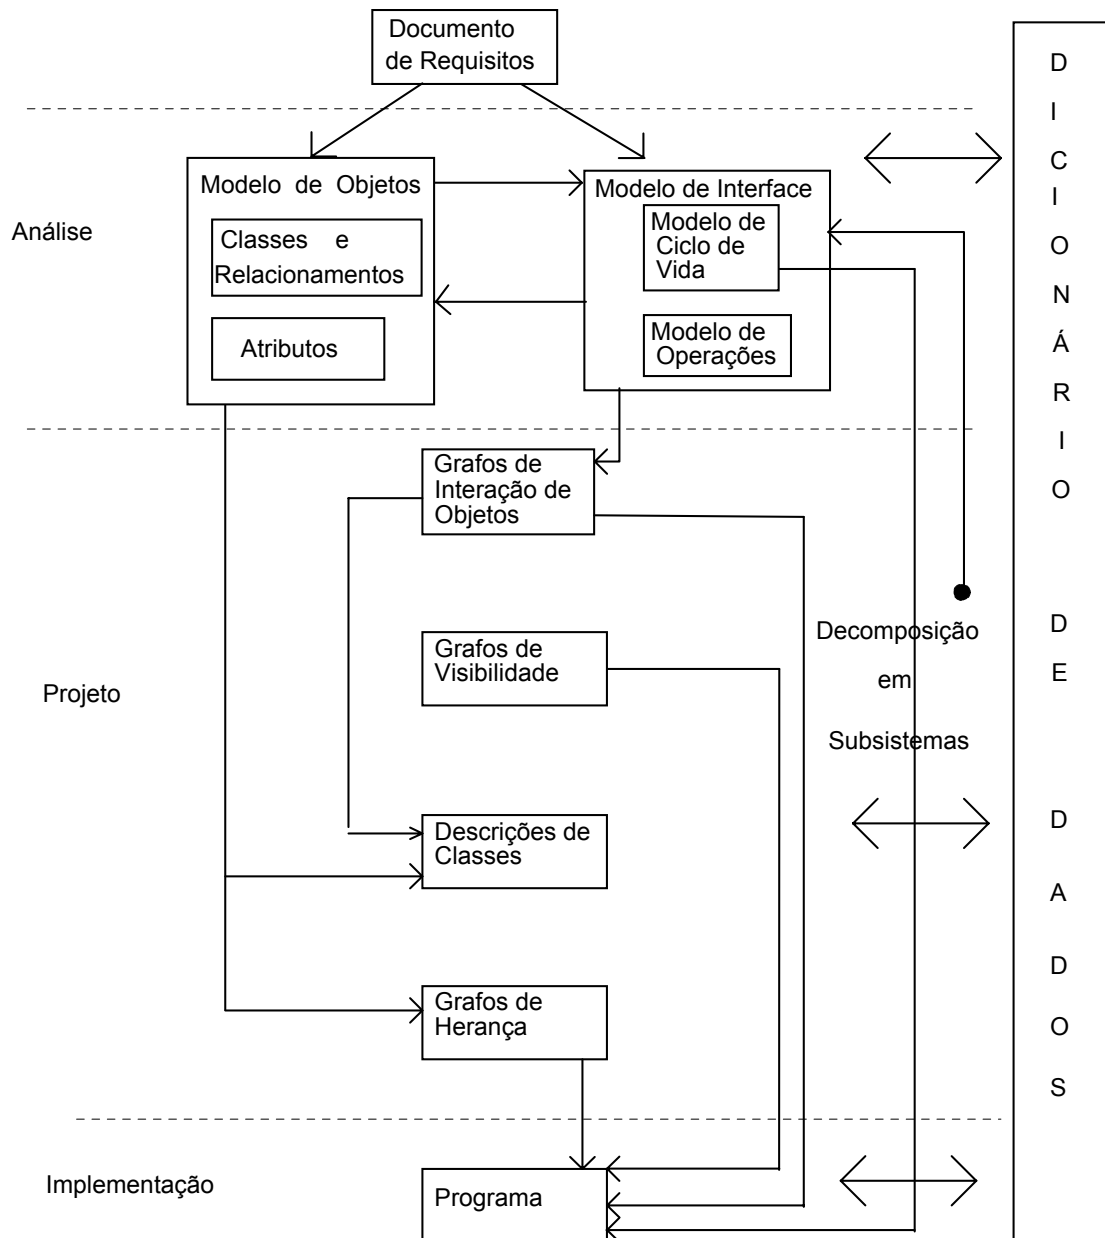 Documento
de Requisitos
Análise
Modelo de Objetos
Classes e
Relacionamentos
Atributos
Modelo de Interface
Modelo de
Ciclo de
Vida
Modelo de
Operações
Projeto
Grafos de
Interação de
Objetos
Grafos de
Visibilidade
Decomposição
em
Subsistemas
Descrições de
Classes
Grafos de
Herança
Implementação
Programa
D
I
C
I
O
N
Á
R
I
O
D
E
D
A
D
O
S